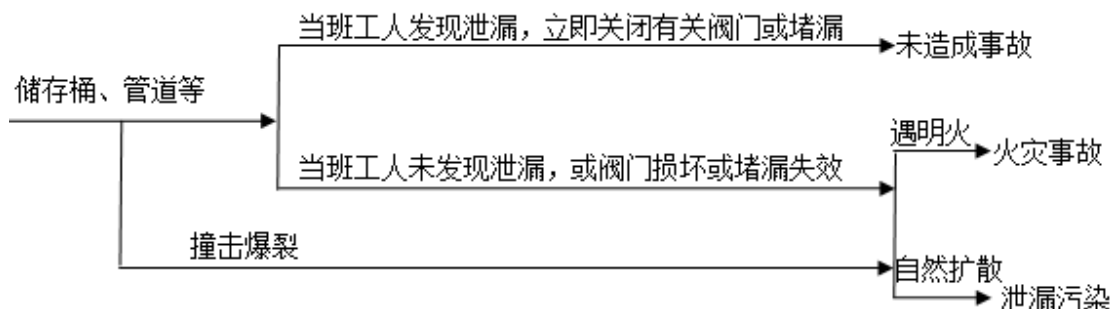 当班工人发现泄漏，立即关闭有关阀门或堵漏
未造成事故
储存桶、管道等
遇明火
火灾事故
当班工人未发现泄漏，或阀门损坏或堵漏失效
撞击爆裂
自然扩散
泄漏污染